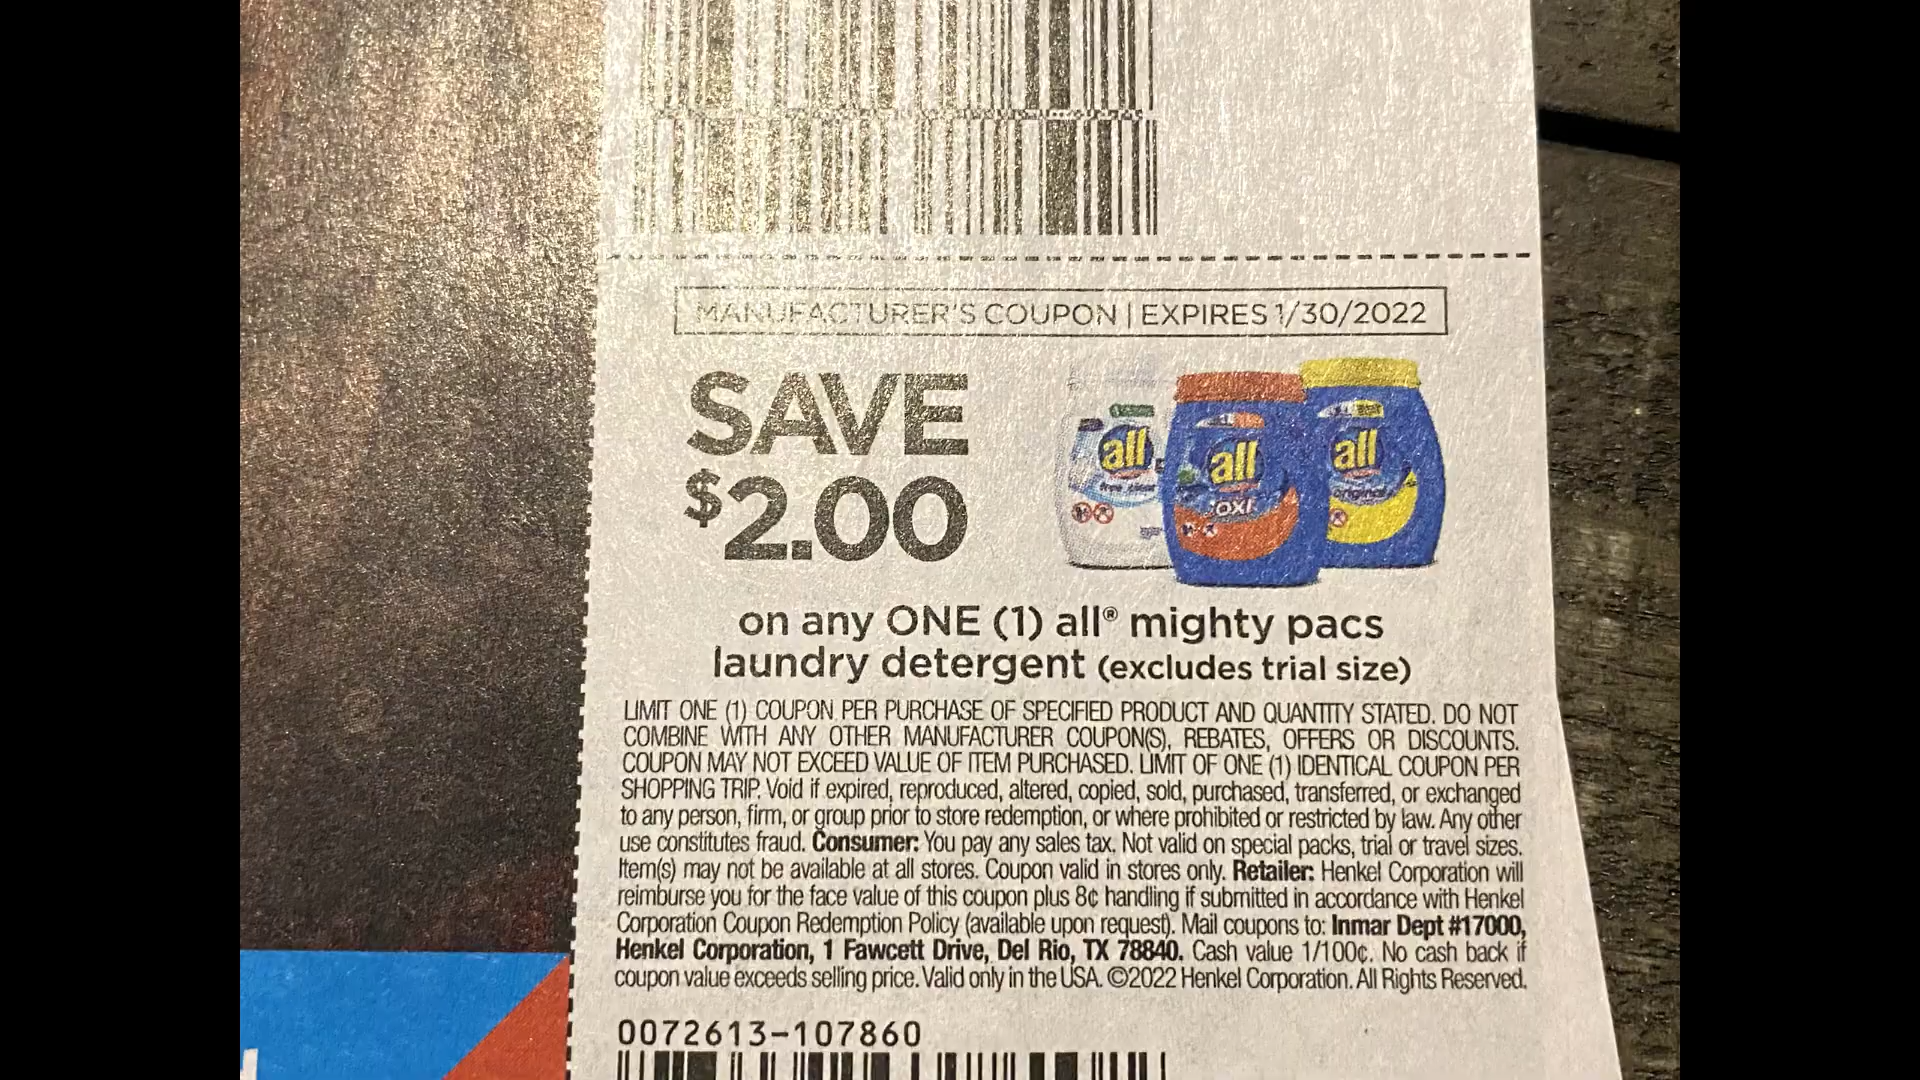 MANUFACTURER'S COUPON | EXPIRES 1/30/2022
SAVE
$2.00
all
free clear
all
OXI
all
original
on any ONE (1) all® mighty pacs
laundry detergent (excludes trial size)
LIMIT ONE (1) COUPON PER PURCHASE OF SPECIFIED PRODUCT AND QUANTITY STATED. DO NOT
COMBINE WITH ANY OTHER MANUFACTURER COUPON(S), REBATES, OFFERS OR DISCOUNTS.
COUPON MAY NOT EXCEED VALUE OF ITEM PURCHASED. LIMIT OF ONE (1) IDENTICAL COUPON PER
SHOPPING TRIP. Void if expired, reproduced, altered, copied, sold, purchased, transferred, or exchanged
to any person, firm, or group prior to store redemption, or where prohibited or restricted by law. Any other
use constitutes fraud. Consumer: You pay any sales tax. Not valid on special packs, trial or travel sizes.
Item(s) may not be available at all stores. Coupon valid in stores only. Retailer: Henkel Corporation will
reimburse you for the face value of this coupon plus 8¢ handling if submitted in accordance with Henkel
Corporation Coupon Redemption Policy (available upon request). Mail coupons to: Inmar Dept #17000,
Henkel Corporation, 1 Fawcett Drive, Del Rio, TX 78840. Cash value 1/100¢. No cash back if
coupon value exceeds selling price. Valid only in the USA. ©2022 Henkel Corporation. All Rights Reserved.
0072613-107860